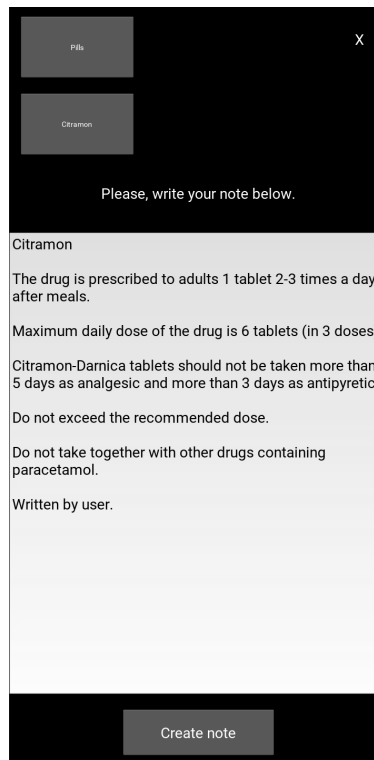 Pills
X
Citramon
Please, write your note below.
Citramon
The drug is prescribed to adults 1 tablet 2-3 times a day
after meals.
Maximum daily dose of the drug is 6 tablets (in 3 doses
Citramon-Darnica tablets should not be taken more than
5 days as analgesic and more than 3 days as antipyretic
Do not exceed the recommended dose.
Do not take together with other drugs containing
paracetamol.
Written by user.
Create note